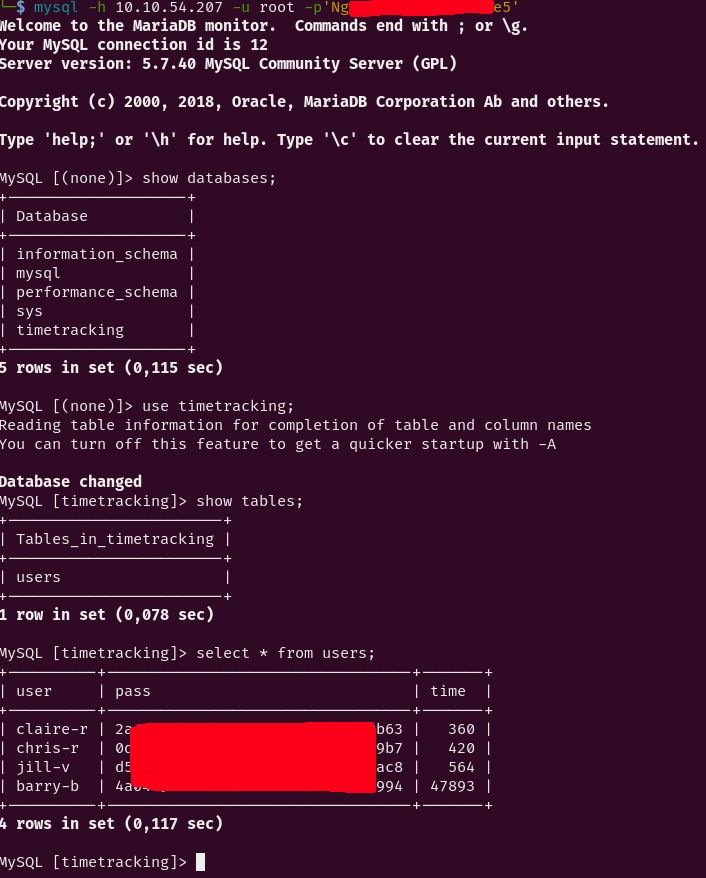 $ mysql -h 10.10.54.207 -u root -p'Ng e5'
Welcome to the MariaDB monitor.  Commands end with ; or \g.
Your MySQL connection id is 12
Server version: 5.7.40 MySQL Community Server (GPL)
Copyright (c) 2000, 2018, Oracle, MariaDB Corporation Ab and others.
Type 'help;' or '\h' for help. Type '\c' to clear the current input statement.
MySQL [(none)]> show databases;
| Database           |
| information_schema |
| mysql              |
| performance_schema |
| sys                |
| timetracking       |
5 rows in set (0,115 sec)
MySQL [(none)]> use timetracking;
Reading table information for completion of table and column names
You can turn off this feature to get a quicker startup with -A
Database changed
MySQL [timetracking]> show tables;
| Tables_in_timetracking |
| users                  |
1 row in set (0,078 sec)
MySQL [timetracking]> select * from users;
| user     | pass                             | time  |
| claire-r | 2a b63 |   360 |
| chris-r  | 0 9b7 |   420 |
| jill-v   | d5 ac8 |   564 |
| barry-b  | 4a 994 | 47893 |
4 rows in set (0,117 sec)
MySQL [timetracking]>